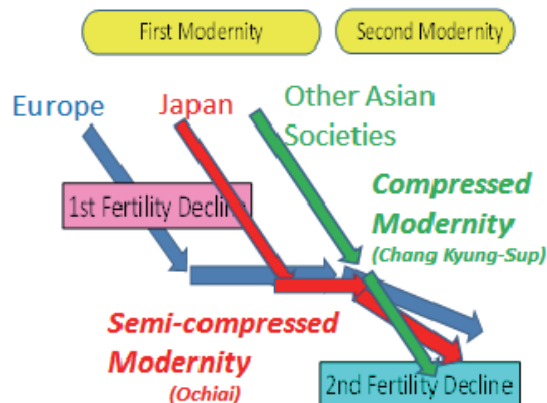 First Modernity
Second Modernity
Europe
Japan
Other Asian
Societies
1st Fertility Decline
Compressed
Modernity
(Chang Kyung-Sup)
Semi-compressed
Modernity
(Ochiai)
2nd Fertility Decline